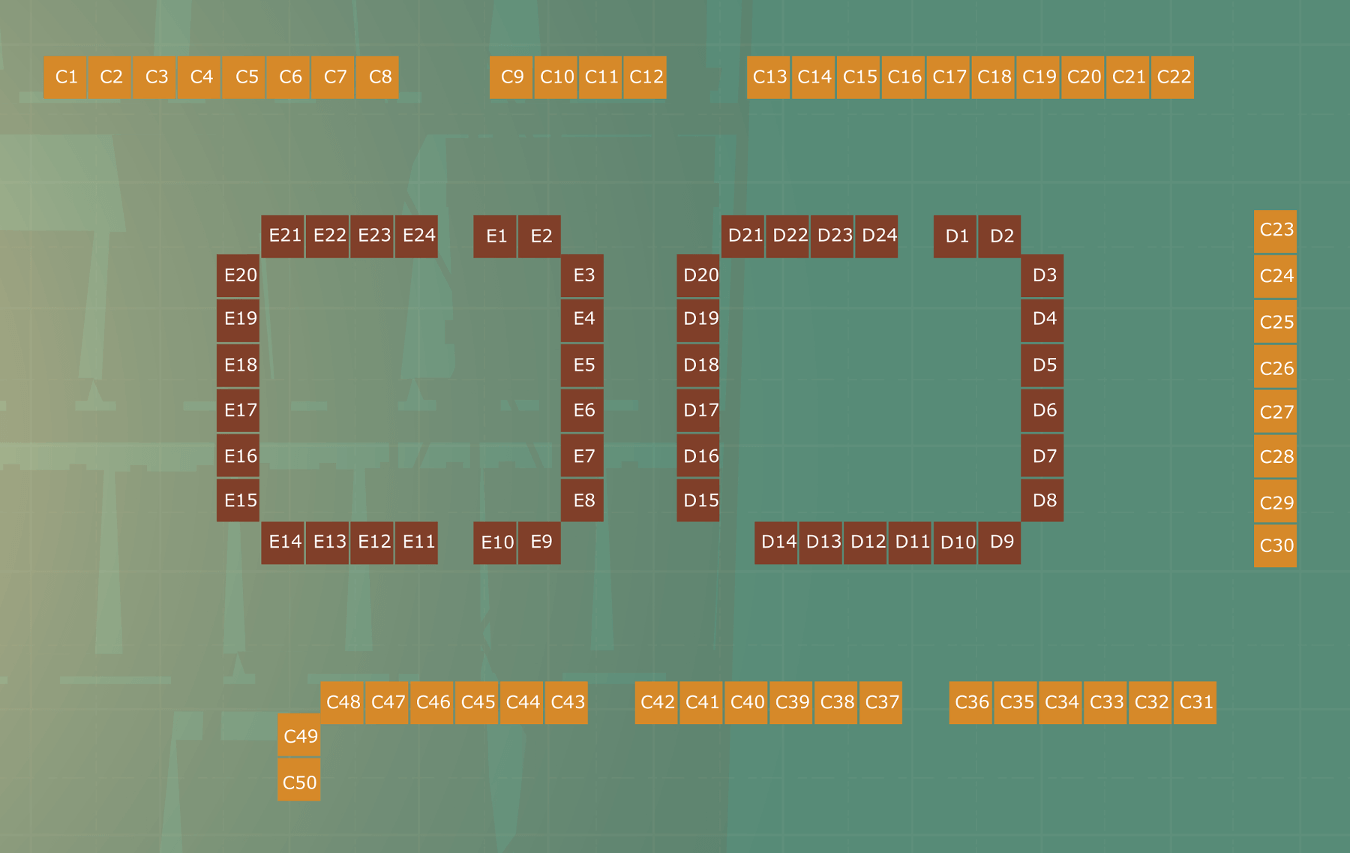 C1 C2 C3 C4 C5 C6 C7 C8 C9 C10 C11 C12 C13 C14 C15 C16 C17 C18 C19 C20 C21 C22
E21 E22 E23 E24 E1 E2 D21 D22 D23 D24 D1 D2 C23
E20 E3 D20 D3 C24
E19 E4 D19 D4 C25
E18 E5 D18 D5 C26
E17 E6 D17 D6 C27
E16 E7 D16 D7 C28
E15 E8 D15 D8 C29
E14 E13 E12 E11 E10 E9 D14 D13 D12 D11 D10 D9 C30
C48 C47 C46 C45 C44 C43 C42 C41 C40 C39 C38 C37 C36 C35 C34 C33 C32 C31
C49
C50